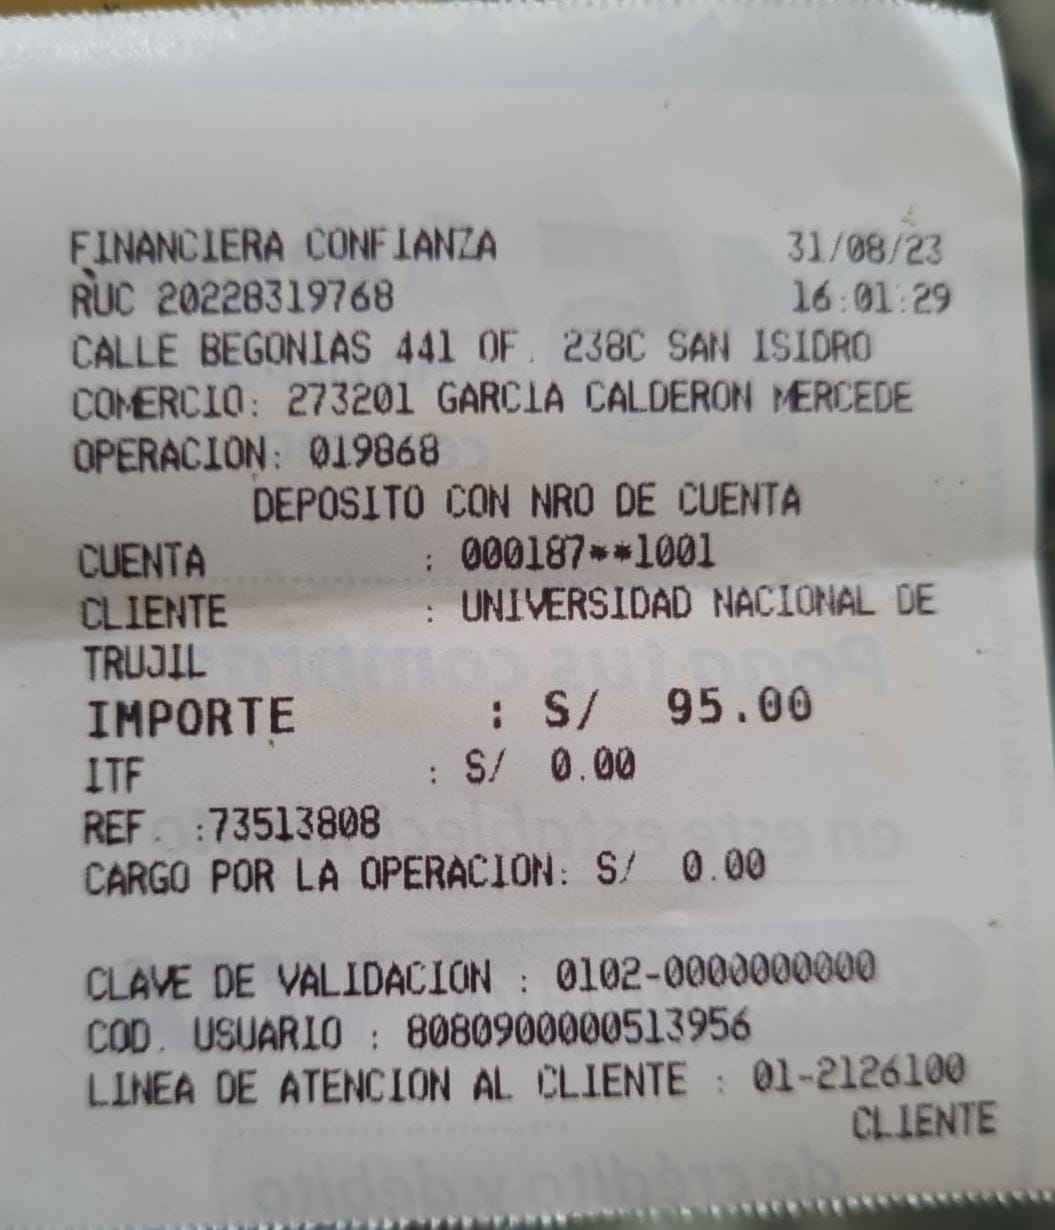 FINANCIERA CONFIANZA 31/08/23
RUC 20228319768 16:01:29
CALLE BEGONIAS 441 OF. 238C SAN ISIDRO
COMERCIO: 273201 GARCIA CALDERON MERCEDE
OPERACION: 019868
DEPOSITO CON NRO DE CUENTA
CUENTA : 000187**1001
CLIENTE : UNIVERSIDAD NACIONAL DE
TRUJIL
IMPORTE : S/ 95.00
ITF : S/ 0.00
REF. :73513808
CARGO POR LA OPERACION: S/ 0.00
CLAVE DE VALIDACION : 0102-0000000000
COD. USUARIO : 8080900000513956
LINEA DE ATENCION AL CLIENTE : 01-2126100
CLIENTE